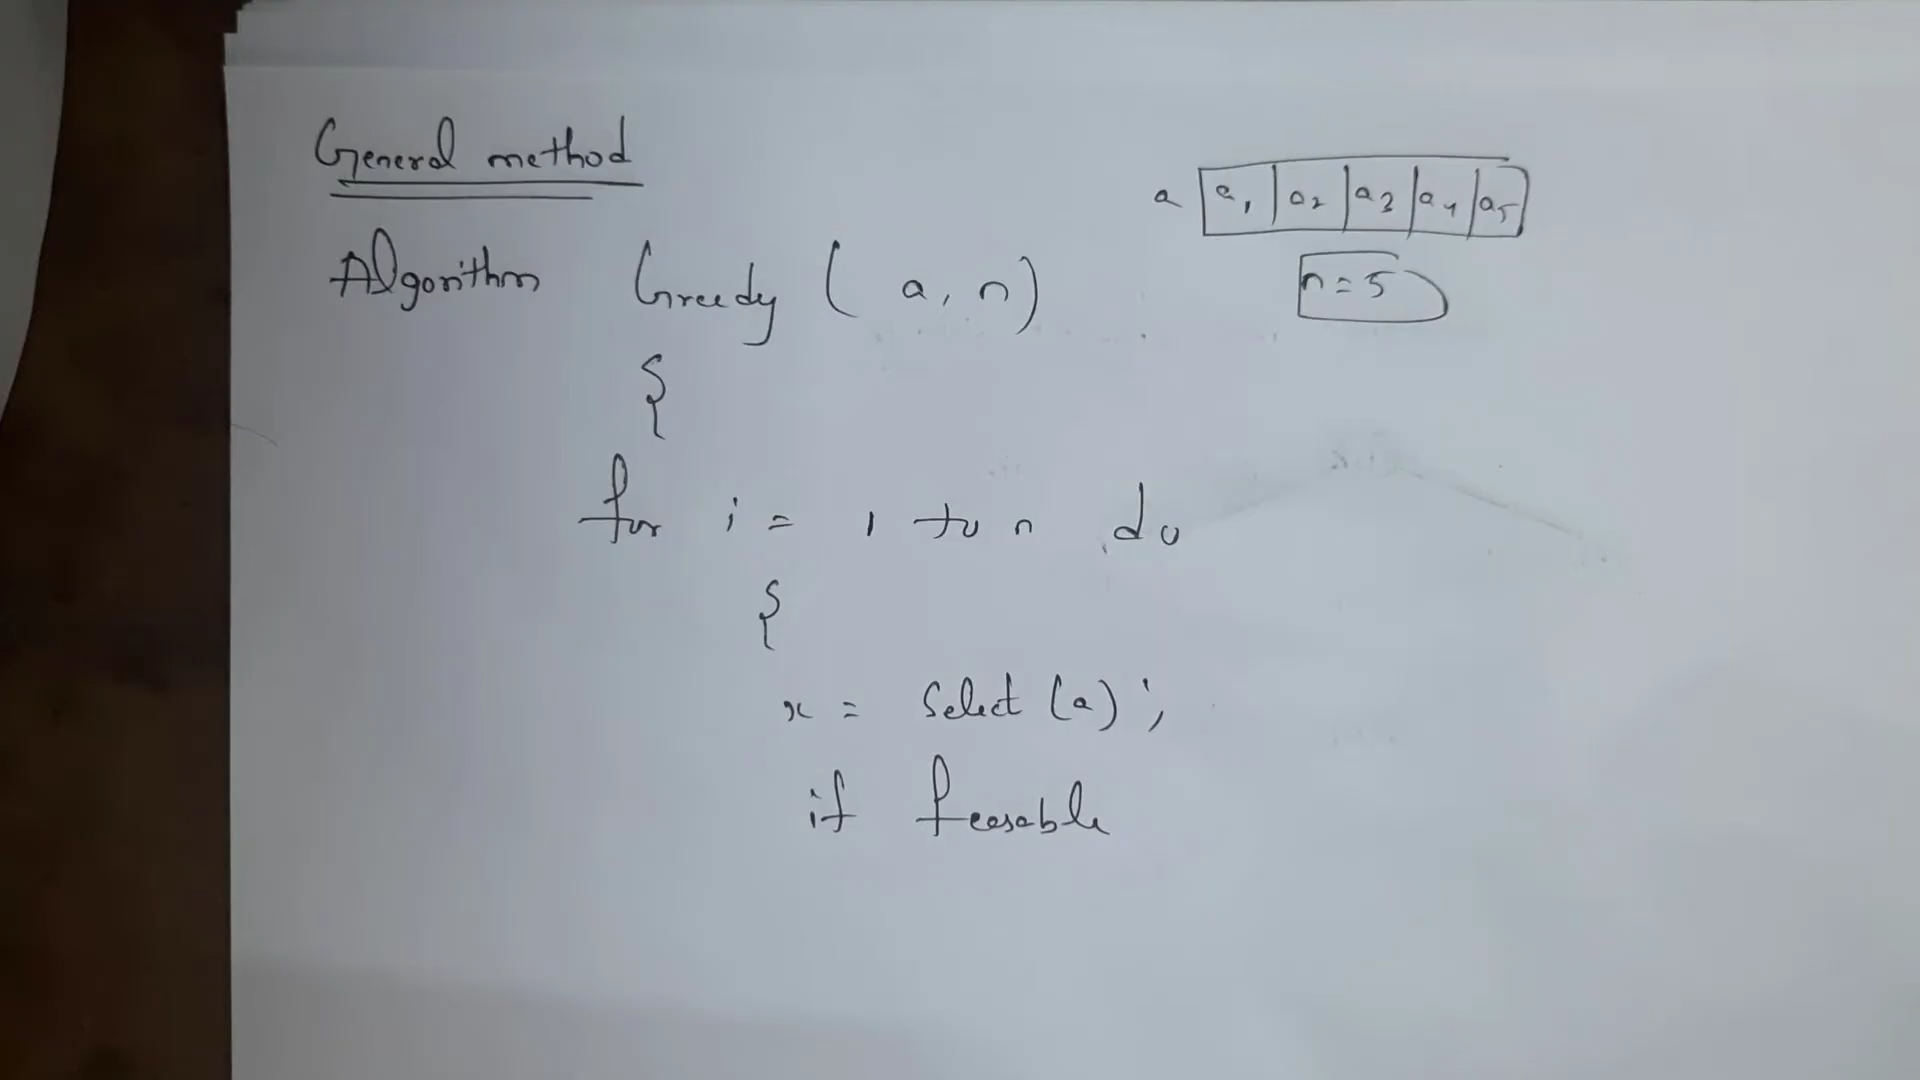 General method
a a1 a2 a3 a4 a5
n = 5
Algorithm Greedy ( a, n )
{
for i = 1 to n do
{
x = Select (a) ;
if feasable